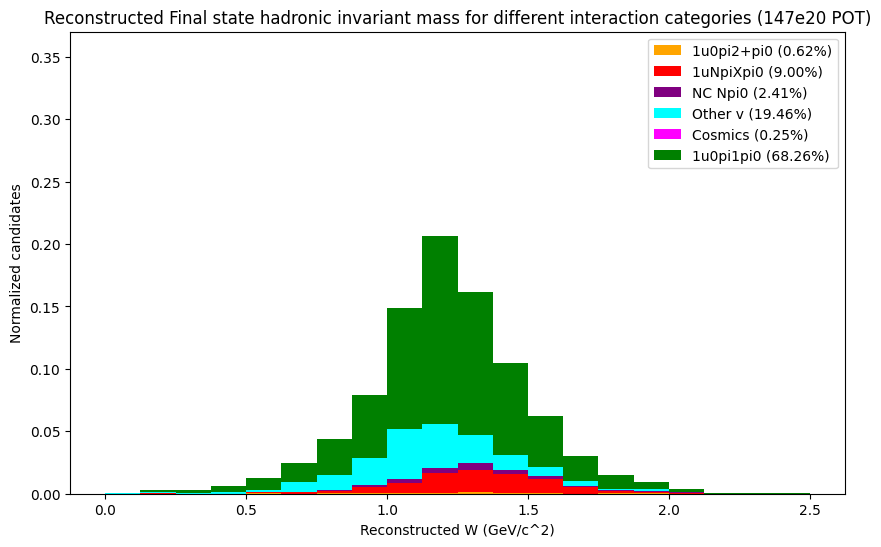 Reconstructed Final state hadronic invariant mass for different interaction categories (147e20 POT)
1u0pi2+pi0 (0.62%)
1uNpiXpi0 (9.00%)
NC Npi0 (2.41%)
Other v (19.46%)
Cosmics (0.25%)
1u0pi1pi0 (68.26%)
Normalized candidates
0.35
0.30
0.25
0.20
0.15
0.10
0.05
0.00
0.0 0.5 1.0 1.5 2.0 2.5
Reconstructed W (GeV/c^2)